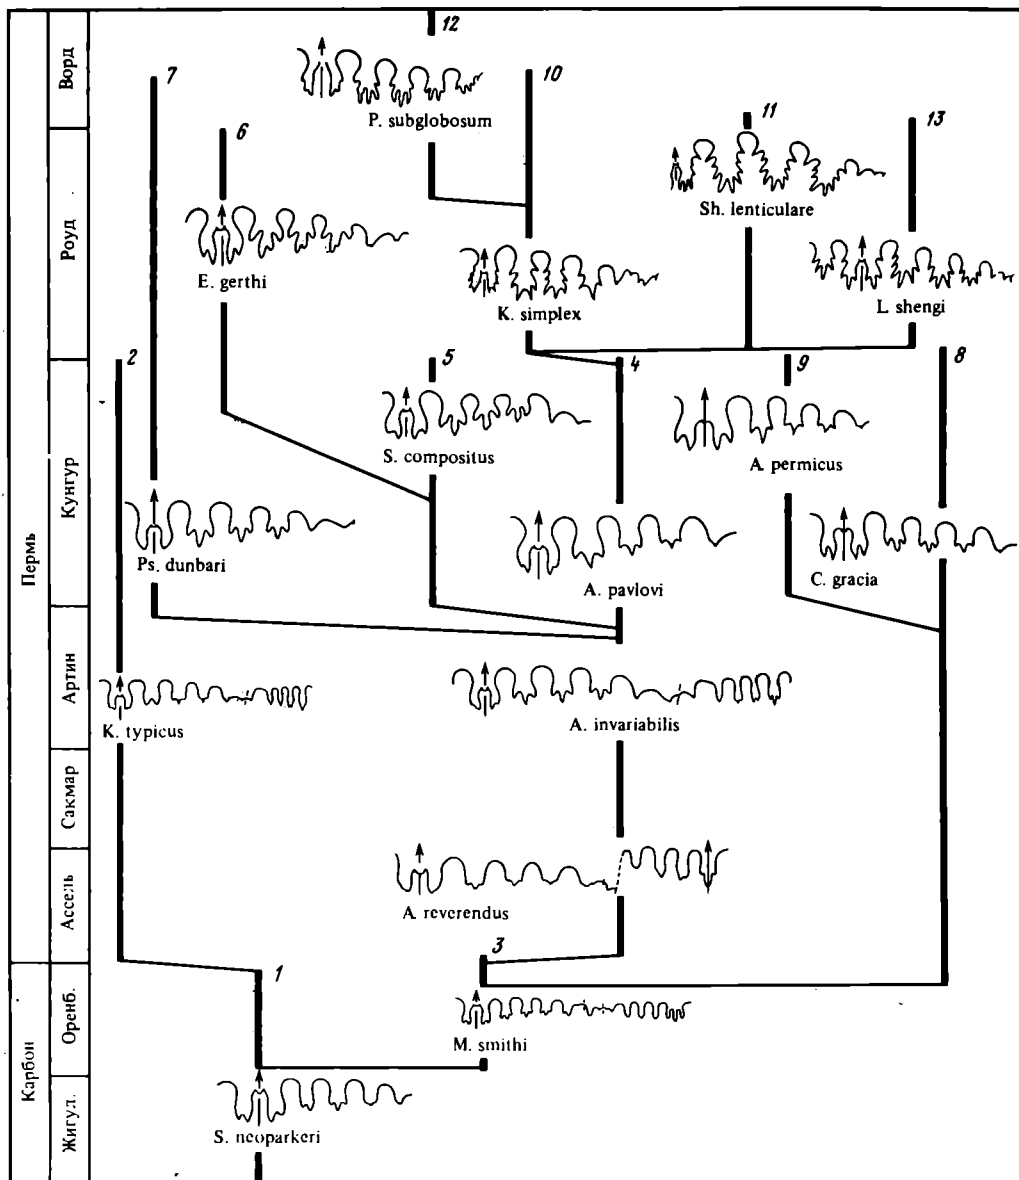 Пермь
Карбон
Ворд
Роуд
Кунгур
Артин
Сакмар
Ассель
Оренб.
Жигул.
12
7
10
P. subglobosum
6
11
13
Sh. lenticulare
E. gerthi
K. simplex
L. shengi
2
5
4
9
8
S. compositus
A. permicus
Ps. dunbari
A. pavlovi
C. gracia
K. typicus
A. invariabilis
A. reverendus
3
1
M. smithi
S. neoparkeri